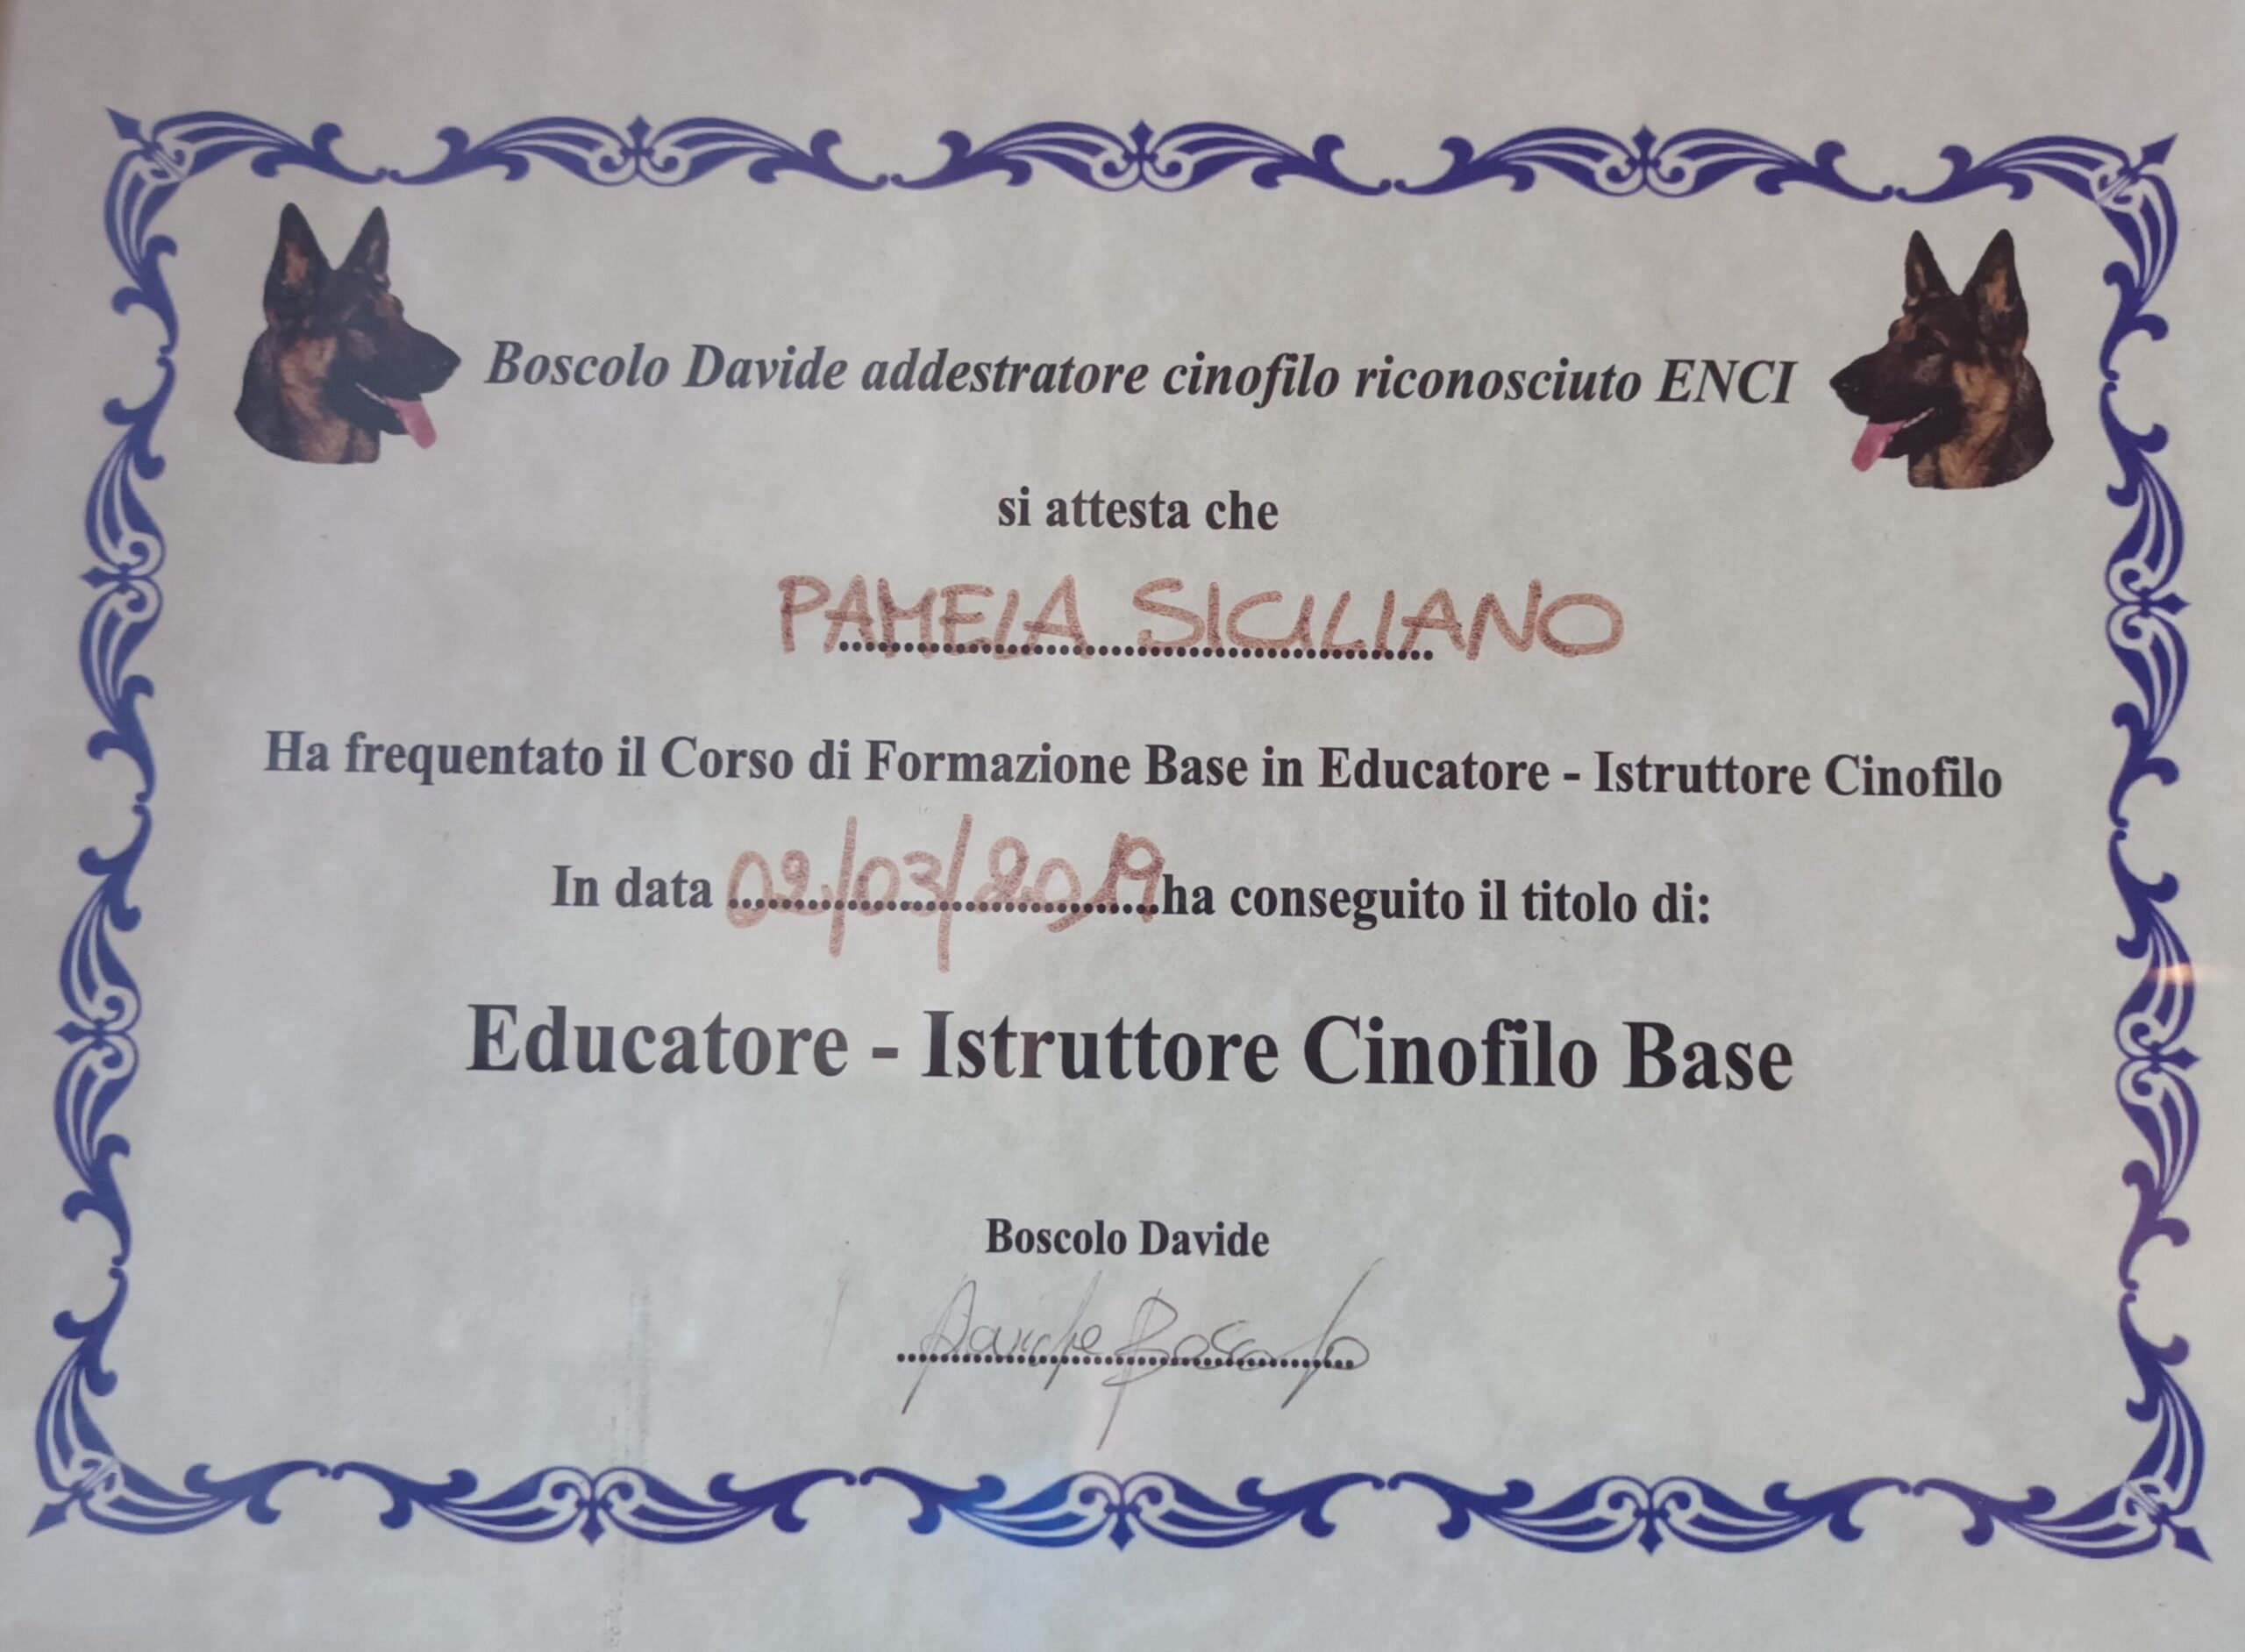 Boscolo Davide addestratore cinofilo riconosciuto ENCI
si attesta che
PAMELA SICILIANO
Ha frequentato il Corso di Formazione Base in Educatore - Istruttore Cinofilo
In data 02/03/2019 ha conseguito il titolo di:
Educatore - Istruttore Cinofilo Base
Boscolo Davide
Davide Boscolo